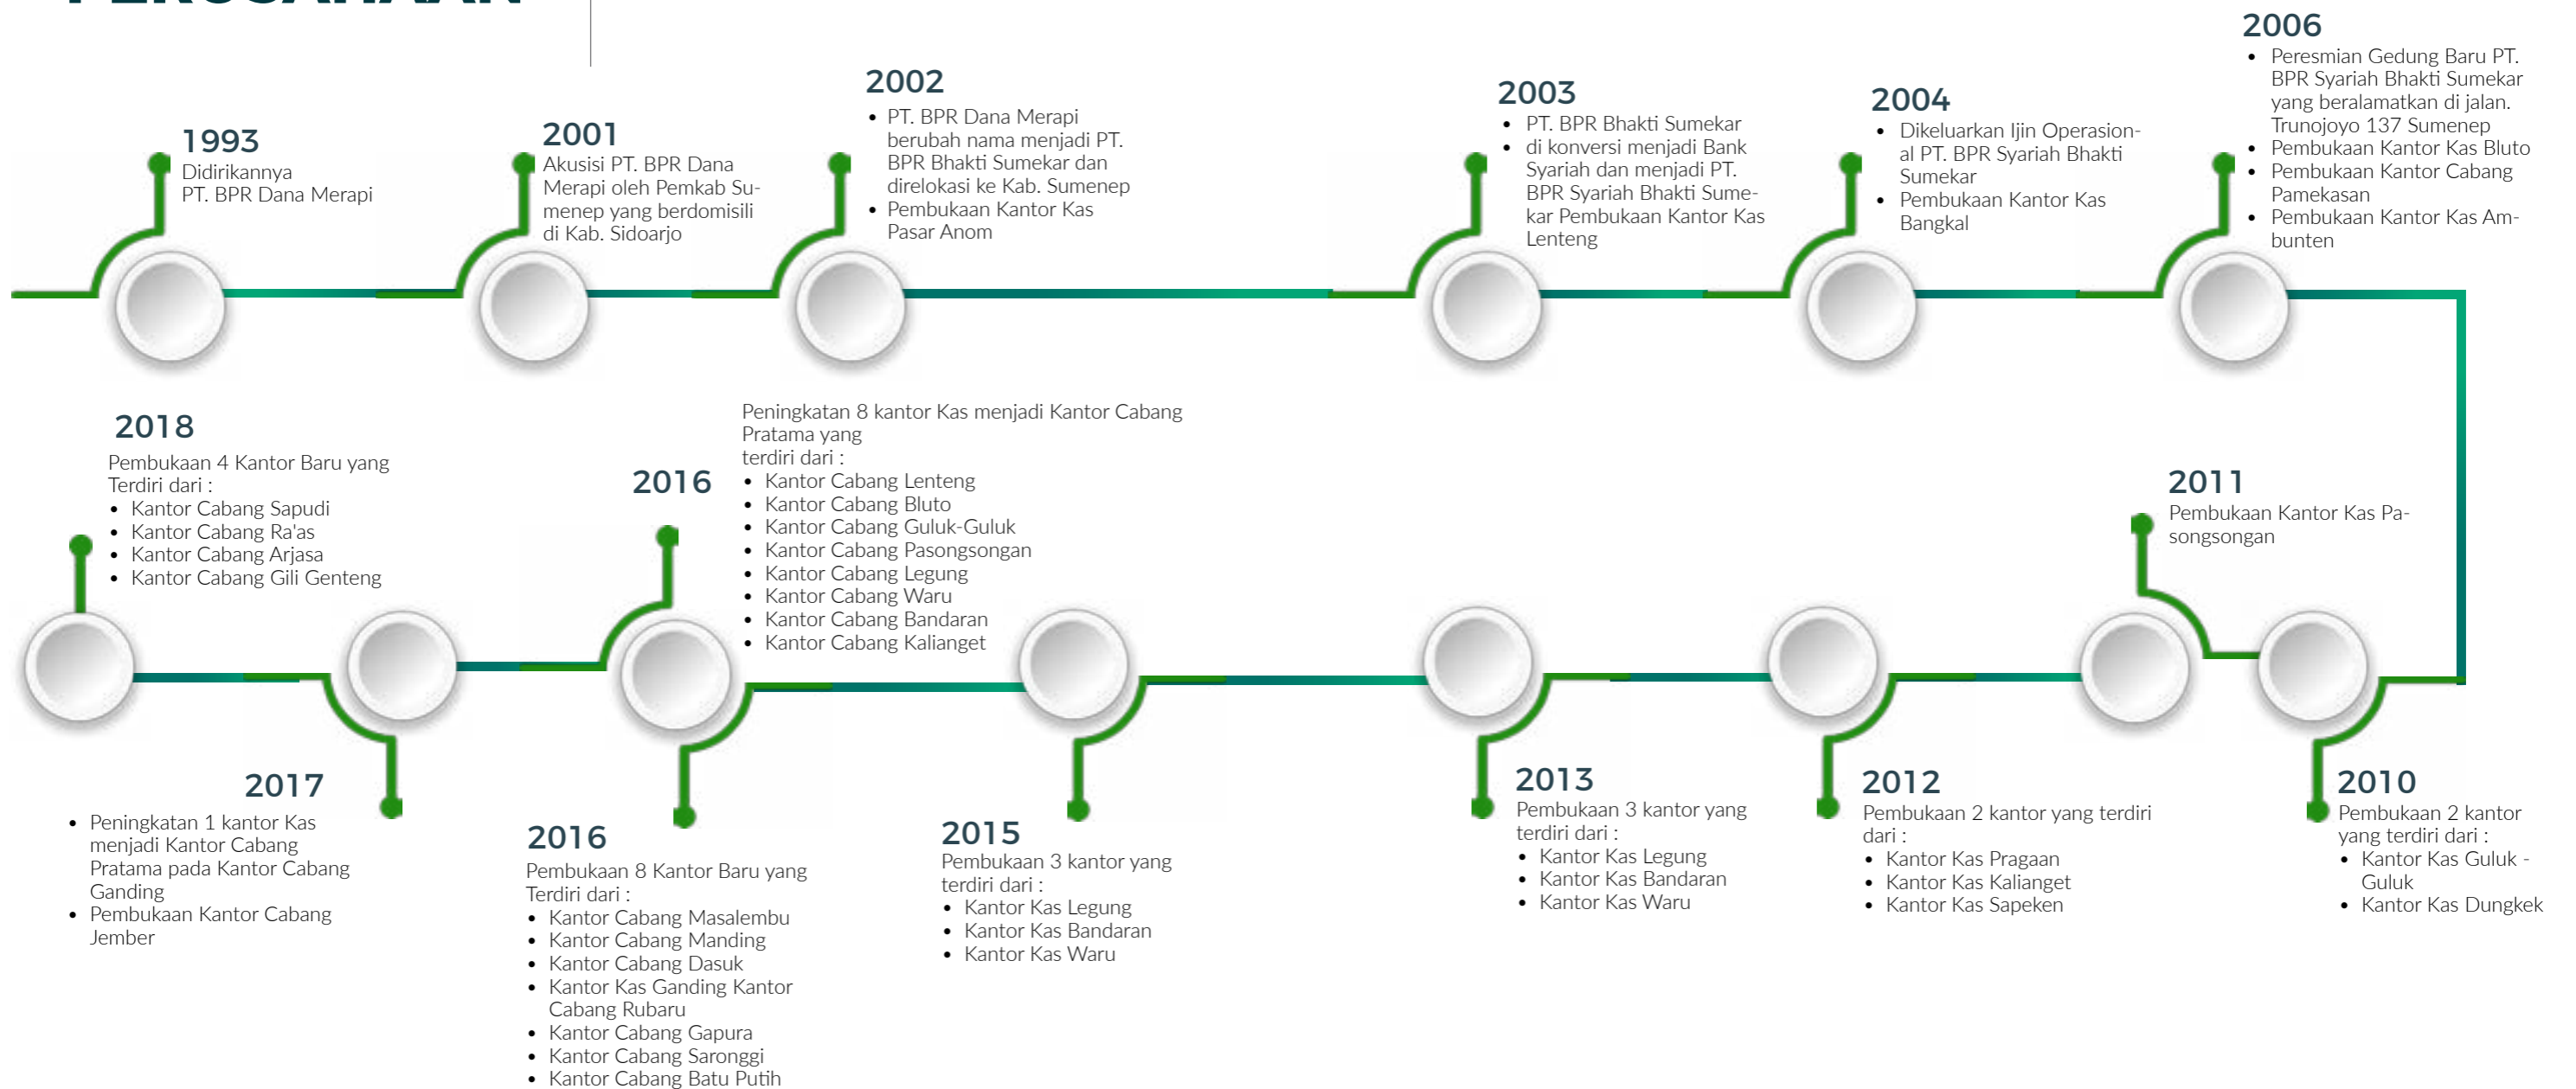 PERUSAHAAN
1993
Didirikannya
PT. BPR Dana Merapi
2001
Akusisi PT. BPR Dana
Merapi oleh Pemkab Su-
menep yang berdomisili
di Kab. Sidoarjo
2002
• PT. BPR Dana Merapi
berubah nama menjadi PT.
BPR Bhakti Sumekar dan
direlokasi ke Kab. Sumenep
• Pembukaan Kantor Kas
Pasar Anom
2003
• PT. BPR Bhakti Sumekar
• di konversi menjadi Bank
Syariah dan menjadi PT.
BPR Syariah Bhakti Sume-
kar Pembukaan Kantor Kas
Lenteng
2004
• Dikeluarkan Ijin Operasion-
al PT. BPR Syariah Bhakti
Sumekar
• Pembukaan Kantor Kas
Bangkal
2006
• Peresmian Gedung Baru PT.
BPR Syariah Bhakti Sumekar
yang beralamatkan di jalan.
Trunojoyo 137 Sumenep
• Pembukaan Kantor Kas Bluto
• Pembukaan Kantor Cabang
Pamekasan
• Pembukaan Kantor Kas Am-
bunten
2010
Pembukaan 2 kantor
yang terdiri dari :
• Kantor Kas Guluk -
Guluk
• Kantor Kas Dungkek
2011
Pembukaan Kantor Kas Pa-
songsongan
2012
Pembukaan 2 kantor yang terdiri
dari :
• Kantor Kas Pragaan
• Kantor Kas Kalianget
• Kantor Kas Sapeken
2013
Pembukaan 3 kantor yang
terdiri dari :
• Kantor Kas Legung
• Kantor Kas Bandaran
• Kantor Kas Waru
2015
Pembukaan 3 kantor yang
terdiri dari :
• Kantor Kas Legung
• Kantor Kas Bandaran
• Kantor Kas Waru
2016
Pembukaan 8 Kantor Baru yang
Terdiri dari :
• Kantor Cabang Masalembu
• Kantor Cabang Manding
• Kantor Cabang Dasuk
• Kantor Kas Ganding Kantor
Cabang Rubaru
• Kantor Cabang Gapura
• Kantor Cabang Saronggi
• Kantor Cabang Batu Putih
2016
Peningkatan 8 kantor Kas menjadi Kantor Cabang
Pratama yang
terdiri dari :
• Kantor Cabang Lenteng
• Kantor Cabang Bluto
• Kantor Cabang Guluk-Guluk
• Kantor Cabang Pasongsongan
• Kantor Cabang Legung
• Kantor Cabang Waru
• Kantor Cabang Bandaran
• Kantor Cabang Kalianget
2017
• Peningkatan 1 kantor Kas
menjadi Kantor Cabang
Pratama pada Kantor Cabang
Ganding
• Pembukaan Kantor Cabang
Jember
2018
Pembukaan 4 Kantor Baru yang
Terdiri dari :
• Kantor Cabang Sapudi
• Kantor Cabang Ra'as
• Kantor Cabang Arjasa
• Kantor Cabang Gili Genteng